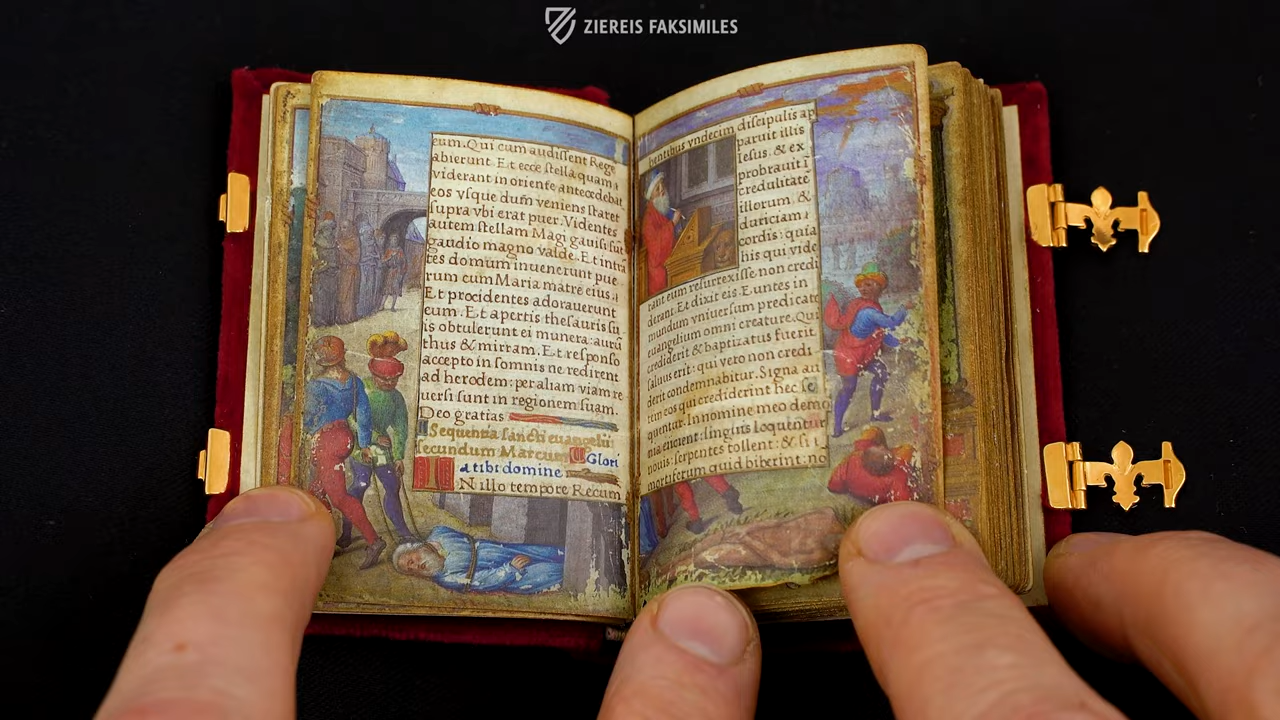 ZIEREIS FAKSIMILES
eum. Qui cum audissent Rege
abierunt. Et ecce stella quam
viderant in oriente antecedebat
eos vsque dum veniens staret
supra vbi erat puer. Videntes
autem stellam Magi gauisi sūt
gaudio magno valde. Et intrā
tes domum inuenerunt pue
rum cum Maria matre eius.
Et procidentes adorauerunt
eum. Et apertis thesauris su
is obtulerunt ei munera: aurū
thus & mirram. Et responso
accepto in somnis ne redirent
ad herodem: per aliam viam re
uersi sunt in regionem suam.
Deo gratias
Sequentia sancti euangelii
secundum Marcum Glori
a tibi domine
IN illo tempore Recum
bentibus vndecim discipulis ap
paruit illis
Iesus. & ex
probrauit ī
credulitatē
illorum. &
duriciam
cordis: quia
his qui vide
rant eum resurrexisse non credi
derant. Et dixit eis. Euntes in
mundum vniuersum predicate
euangelium omni creature. Qui
crediderit & baptizatus fuerit
saluus erit: qui vero non credi
derit condemnabitur. Signa au
tem eos qui crediderint hec se
quentur. In nomine meo demo
nia eiicient: linguis loquentur
nouis: serpentes tollent: & si
mortiferum quid biberint: no